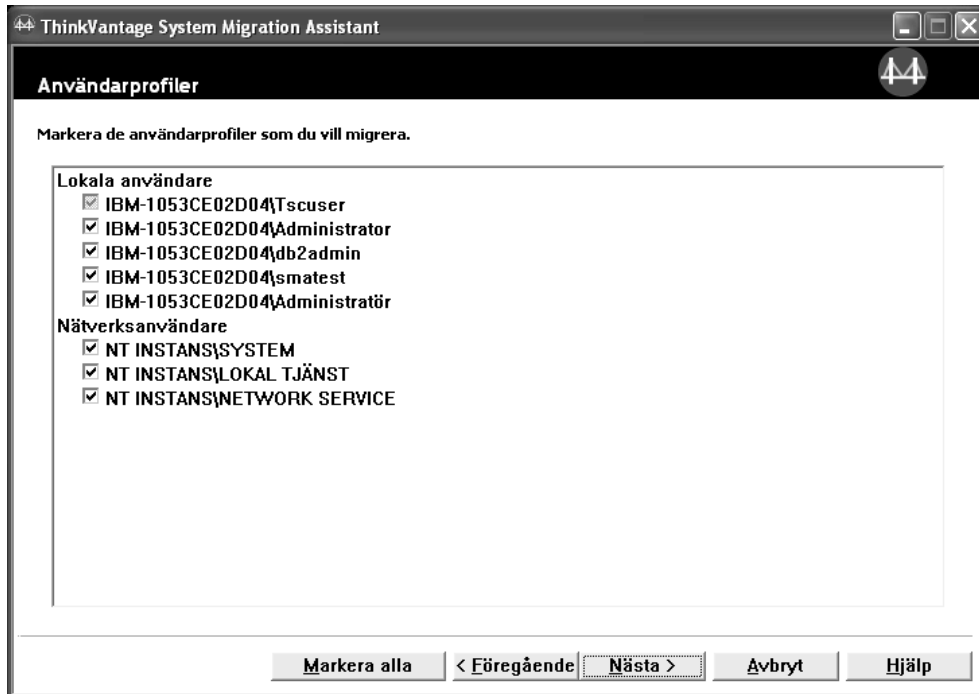 ThinkVantage System Migration Assistant
Användarprofiler
Markera de användarprofiler som du vill migrera.
Lokala användare
IBM-1053CE02D04\Tscuser
IBM-1053CE02D04\Administrator
IBM-1053CE02D04\db2admin
IBM-1053CE02D04\smatest
IBM-1053CE02D04\Administratör
Nätverksanvändare
NT INSTANS\SYSTEM
NT INSTANS\LOKAL TJÄNST
NT INSTANS\NETWORK SERVICE
Markera alla < Föregående Nästa > Avbryt Hjälp